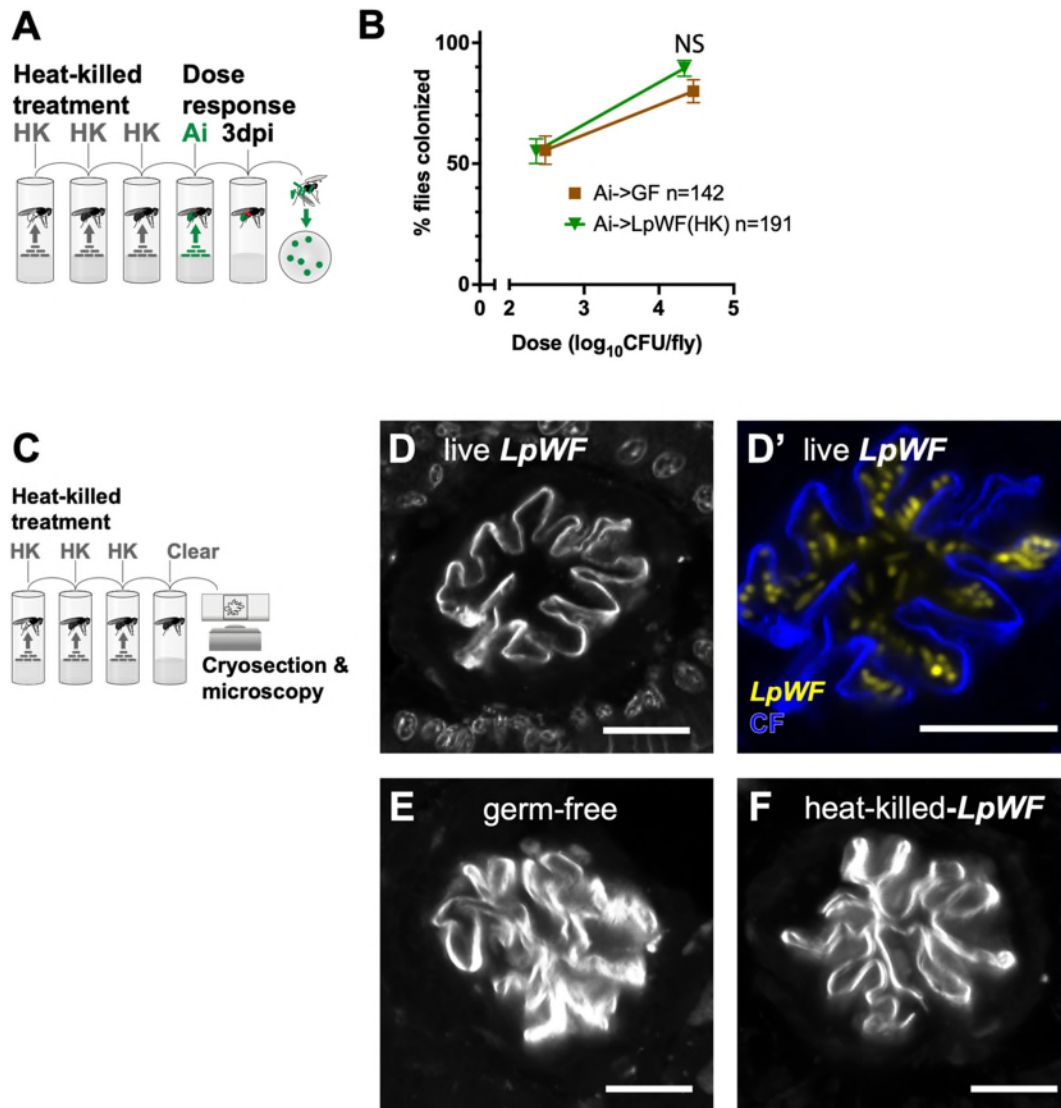 A
Heat-killed
treatment
HK HK HK
Dose
response
Ai 3dpi
B
NS
100
50
0
% flies colonized
Ai->GF n=142
Ai->LpWF(HK) n=191
0 2 3 4 5
Dose (log₁₀CFU/fly)
C
Heat-killed
treatment
HK HK HK Clear
Cryosection &
microscopy
D live LpWF
D’ live LpWF
LpWF
CF
E germ-free
F heat-killed-LpWF